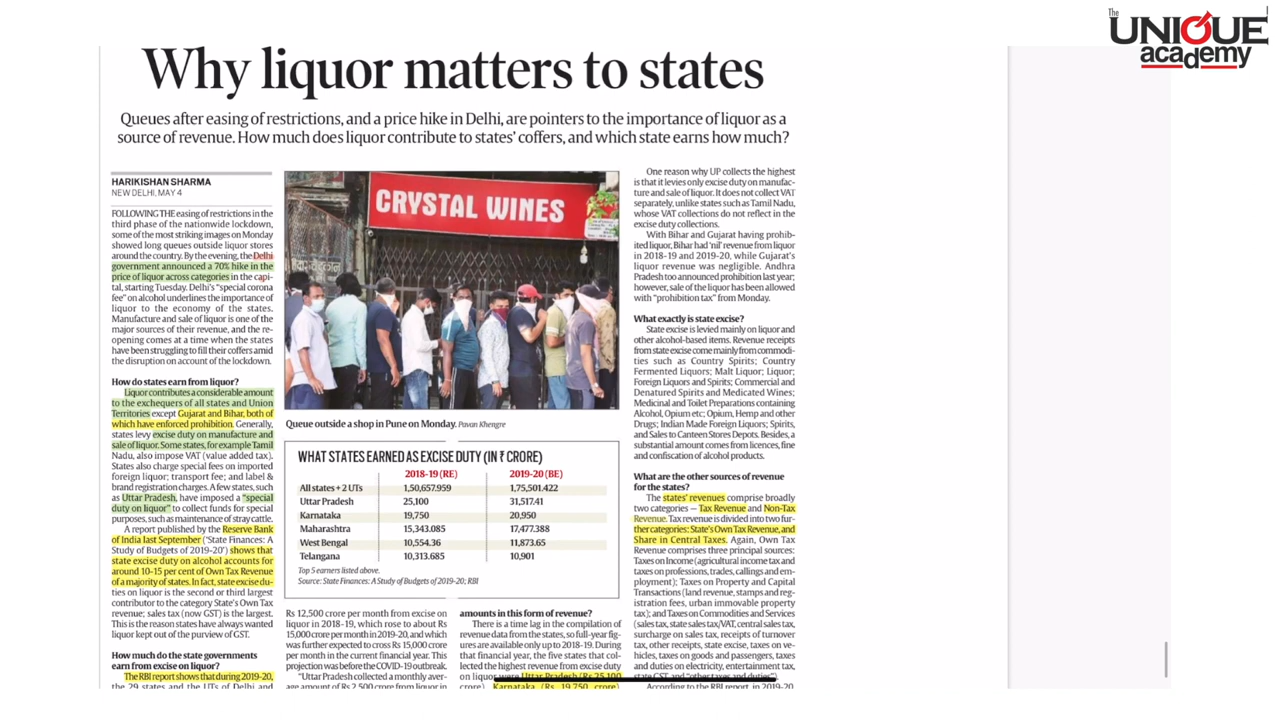 The
UNIQUE
academy
Why liquor matters to states
Queues after easing of restrictions, and a price hike in Delhi, are pointers to the importance of liquor as a
source of revenue. How much does liquor contribute to states' coffers, and which state earns how much?
HARIKISHAN SHARMA
NEW DELHI, MAY 4
FOLLOWING THE easing of restrictions in the
third phase of the nationwide lockdown,
some of the most striking images on Monday
showed long queues outside liquor stores
around the country. By the evening, the Delhi
government announced a 70% hike in the
price of liquor across categories in the capi-
tal, starting Tuesday. Delhi's "special corona
fee" on alcohol underlines the importance of
liquor to the economy of the states.
Manufacture and sale of liquor is one of the
major sources of their revenue, and the re-
opening comes at a time when the states
have been struggling to fill their coffers amid
the disruption on account of the lockdown.
How do states earn from liquor?
Liquor contributes a considerable amount
to the exchequers of all states and Union
Territories except Gujarat and Bihar, both of
which have enforced prohibition. Generally,
states levy excise duty on manufacture and
sale of liquor. Some states, for example Tamil
Nadu, also impose VAT (value added tax).
States also charge special fees on imported
foreign liquor; transport fee; and label &
brand registration charges. A few states, such
as Uttar Pradesh, have imposed a "special
duty on liquor" to collect funds for special
purposes, such as maintenance of stray cattle.
A report published by the Reserve Bank
of India last September ('State Finances: A
Study of Budgets of 2019-20') shows that
state excise duty on alcohol accounts for
around 10-15 per cent of Own Tax Revenue
of a majority of states. In fact, state excise du-
ties on liquor is the second or third largest
contributor to the category State's Own Tax
revenue; sales tax (now GST) is the largest.
This is the reason states have always wanted
liquor kept out of the purview of GST.
How much do the state governments
earn from excise on liquor?
The RBI report shows that during 2019-20,
the 29 states and the UTs of Delhi and
CRYSTAL WINES
Queue outside a shop in Pune on Monday. Pavan Khengre
WHAT STATES EARNED AS EXCISE DUTY (IN ₹ CRORE)
2018-19 (RE) 2019-20 (BE)
All states + 2 UTs 1,50,657.959 1,75,501.422
Uttar Pradesh 25,100 31,517.41
Karnataka 19,750 20,950
Maharashtra 15,343.085 17,477.388
West Bengal 10,554.36 11,873.65
Telangana 10,313.685 10,901
Top 5 earners listed above.
Source: State Finances: A Study of Budgets of 2019-20; RBI
Rs 12,500 crore per month from excise on
liquor in 2018-19, which rose to about Rs
15,000 crore per month in 2019-20, and which
was further expected to cross Rs 15,000 crore
per month in the current financial year. This
projection was before the COVID-19 outbreak.
"Uttar Pradesh collected a monthly aver-
age amount of Rs 2,500 crore from liquor in
amounts in this form of revenue?
There is a time lag in the compilation of
revenue data from the states, so full-year fig-
ures are available only up to 2018-19. During
that financial year, the five states that col-
lected the highest revenue from excise duty
on liquor were Uttar Pradesh (Rs 25,100
crore), Karnataka (Rs 19,750 crore),
One reason why UP collects the highest
is that it levies only excise duty on manufac-
ture and sale of liquor. It does not collect VAT
separately, unlike states such as Tamil Nadu,
whose VAT collections do not reflect in the
excise duty collections.
With Bihar and Gujarat having prohib-
ited liquor, Bihar had 'nil' revenue from liquor
in 2018-19 and 2019-20, while Gujarat's
liquor revenue was negligible. Andhra
Pradesh too announced prohibition last year;
however, sale of the liquor has been allowed
with "prohibition tax" from Monday.
What exactly is state excise?
State excise is levied mainly on liquor and
other alcohol-based items. Revenue receipts
from state excise come mainly from commodi-
ties such as Country Spirits; Country
Fermented Liquors; Malt Liquor; Liquor;
Foreign Liquors and Spirits; Commercial and
Denatured Spirits and Medicated Wines;
Medicinal and Toilet Preparations containing
Alcohol, Opium etc; Opium, Hemp and other
Drugs; Indian Made Foreign Liquors; Spirits,
and Sales to Canteen Stores Depots. Besides, a
substantial amount comes from licences, fine
and confiscation of alcohol products.
What are the other sources of revenue
for the states?
The states' revenues comprise broadly
two categories — Tax Revenue and Non-Tax
Revenue. Tax revenue is divided into two fur-
ther categories: State's Own Tax Revenue, and
Share in Central Taxes. Again, Own Tax
Revenue comprises three principal sources:
Taxes on Income (agricultural income tax and
taxes on professions, trades, callings and em-
ployment); Taxes on Property and Capital
Transactions (land revenue, stamps and reg-
istration fees, urban immovable property
tax); and Taxes on Commodities and Services
(sales tax, state sales tax/VAT, central sales tax,
surcharge on sales tax, receipts of turnover
tax, other receipts, state excise, taxes on ve-
hicles, taxes on goods and passengers, taxes
and duties on electricity, entertainment tax,
state GST, and "other taxes and duties").
According to the RBI report, in 2019-20,